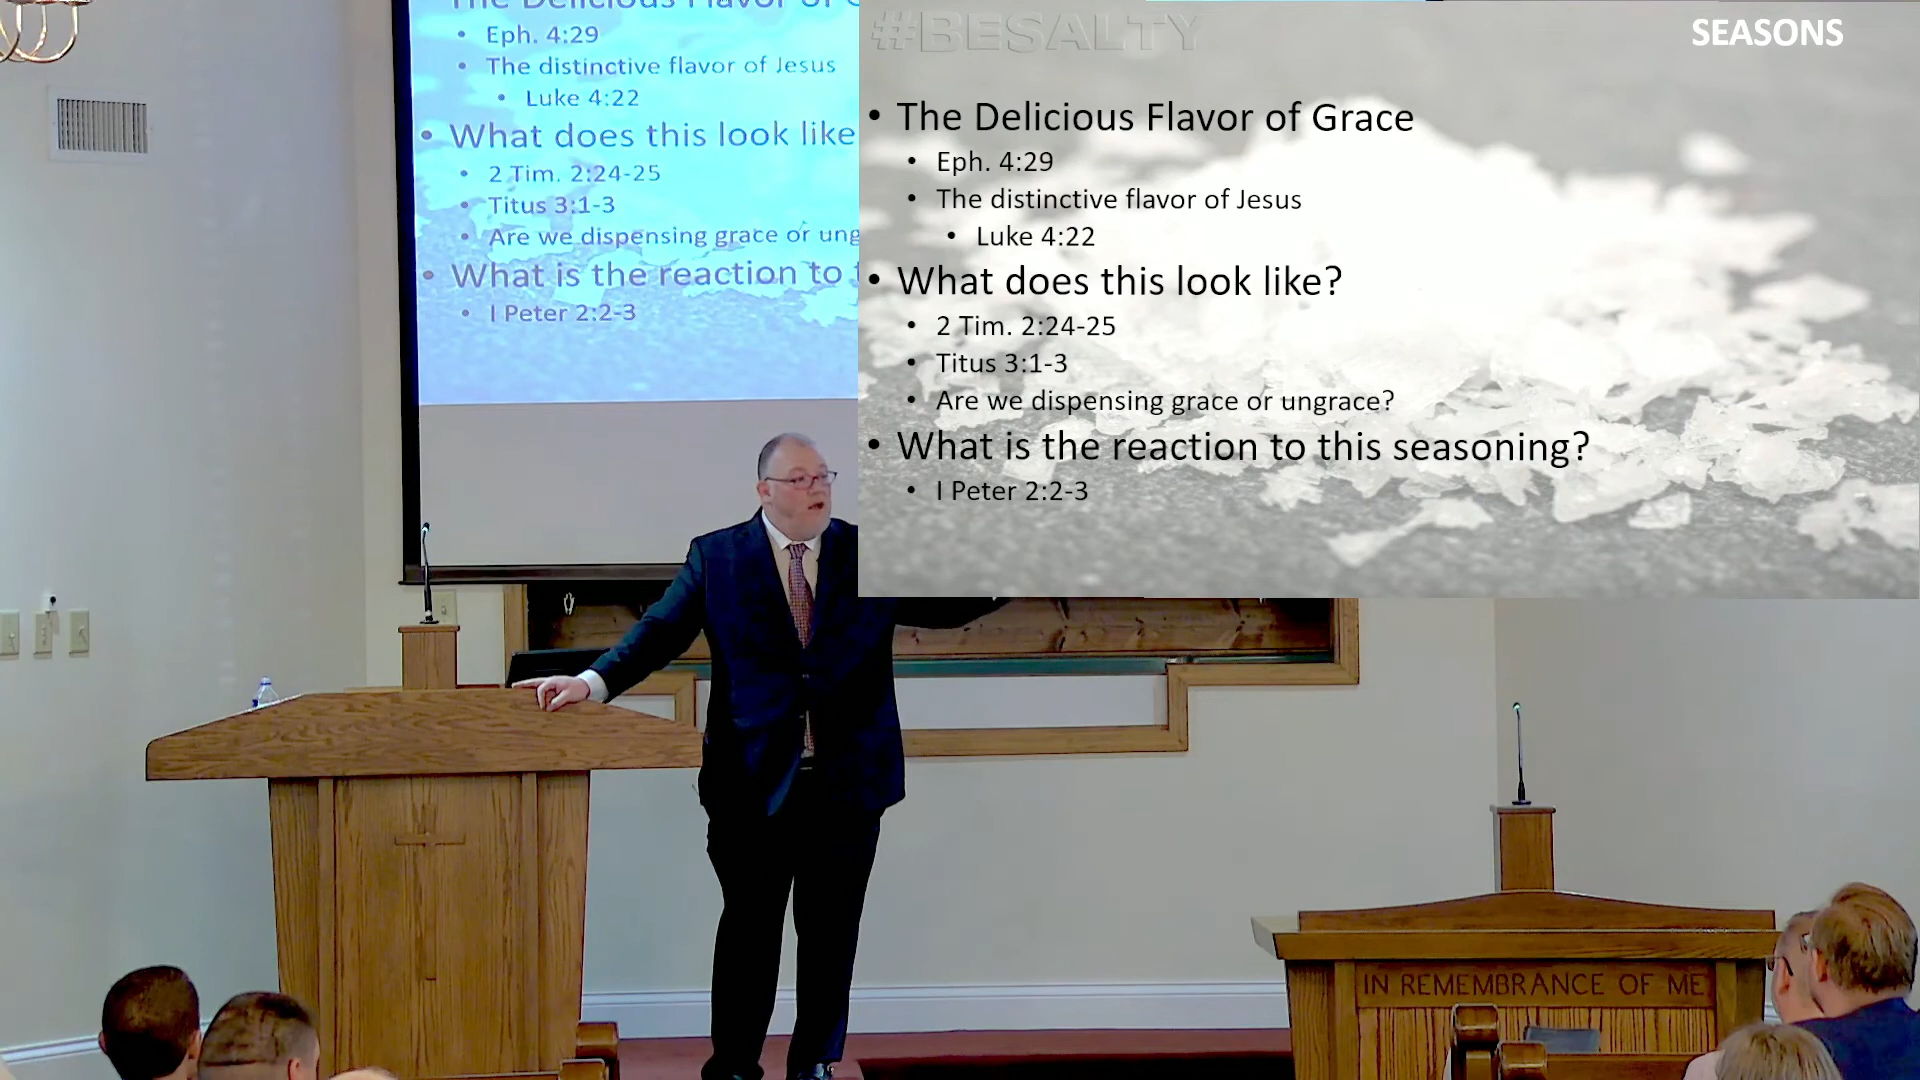 The Delicious Flavor of
• Eph. 4:29
• The distinctive flavor of Jesus
• Luke 4:22
• What does this look like
• 2 Tim. 2:24-25
• Titus 3:1-3
• Are we dispensing grace or ung
• What is the reaction to
• I Peter 2:2-3
#BESALTY
SEASONS
• The Delicious Flavor of Grace
• Eph. 4:29
• The distinctive flavor of Jesus
• Luke 4:22
• What does this look like?
• 2 Tim. 2:24-25
• Titus 3:1-3
• Are we dispensing grace or ungrace?
• What is the reaction to this seasoning?
• I Peter 2:2-3
IN REMEMBRANCE OF ME